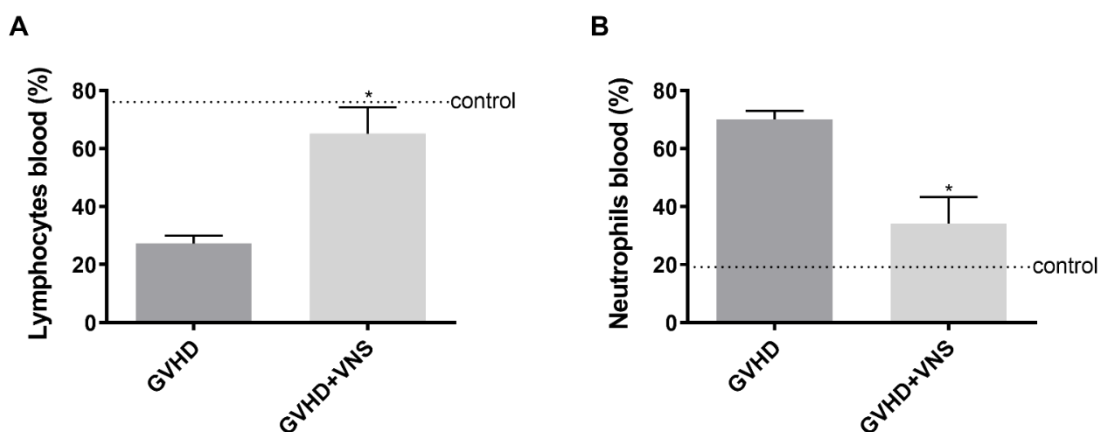 A
Lymphocytes blood (%)
80
60
40
20
0
*
control
GVHD
GVHD+VNS
B
Neutrophils blood (%)
80
60
40
20
0
*
control
GVHD
GVHD+VNS